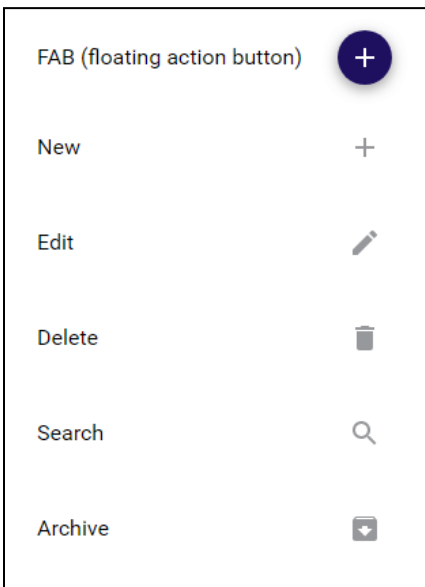 FAB (floating action button)
New
Edit
Delete
Search
Archive